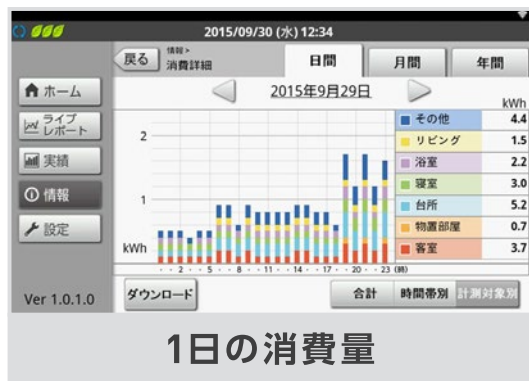 2015/09/30 (水) 12:34
戻る
情報 >
消費詳細
日間
月間
年間
ホーム
ライブ
レポート
実績
情報
設定
Ver 1.0.1.0
2015年9月29日
kWh
2
1
kWh
その他 4.4
リビング 1.5
浴室 2.2
寝室 3.0
台所 5.2
物置部屋 0.7
客室 3.7
・・2・・5・・8・・11・・14・・17・・20・・23 (時)
ダウンロード
合計
時間帯別
計測対象別
1日の消費量